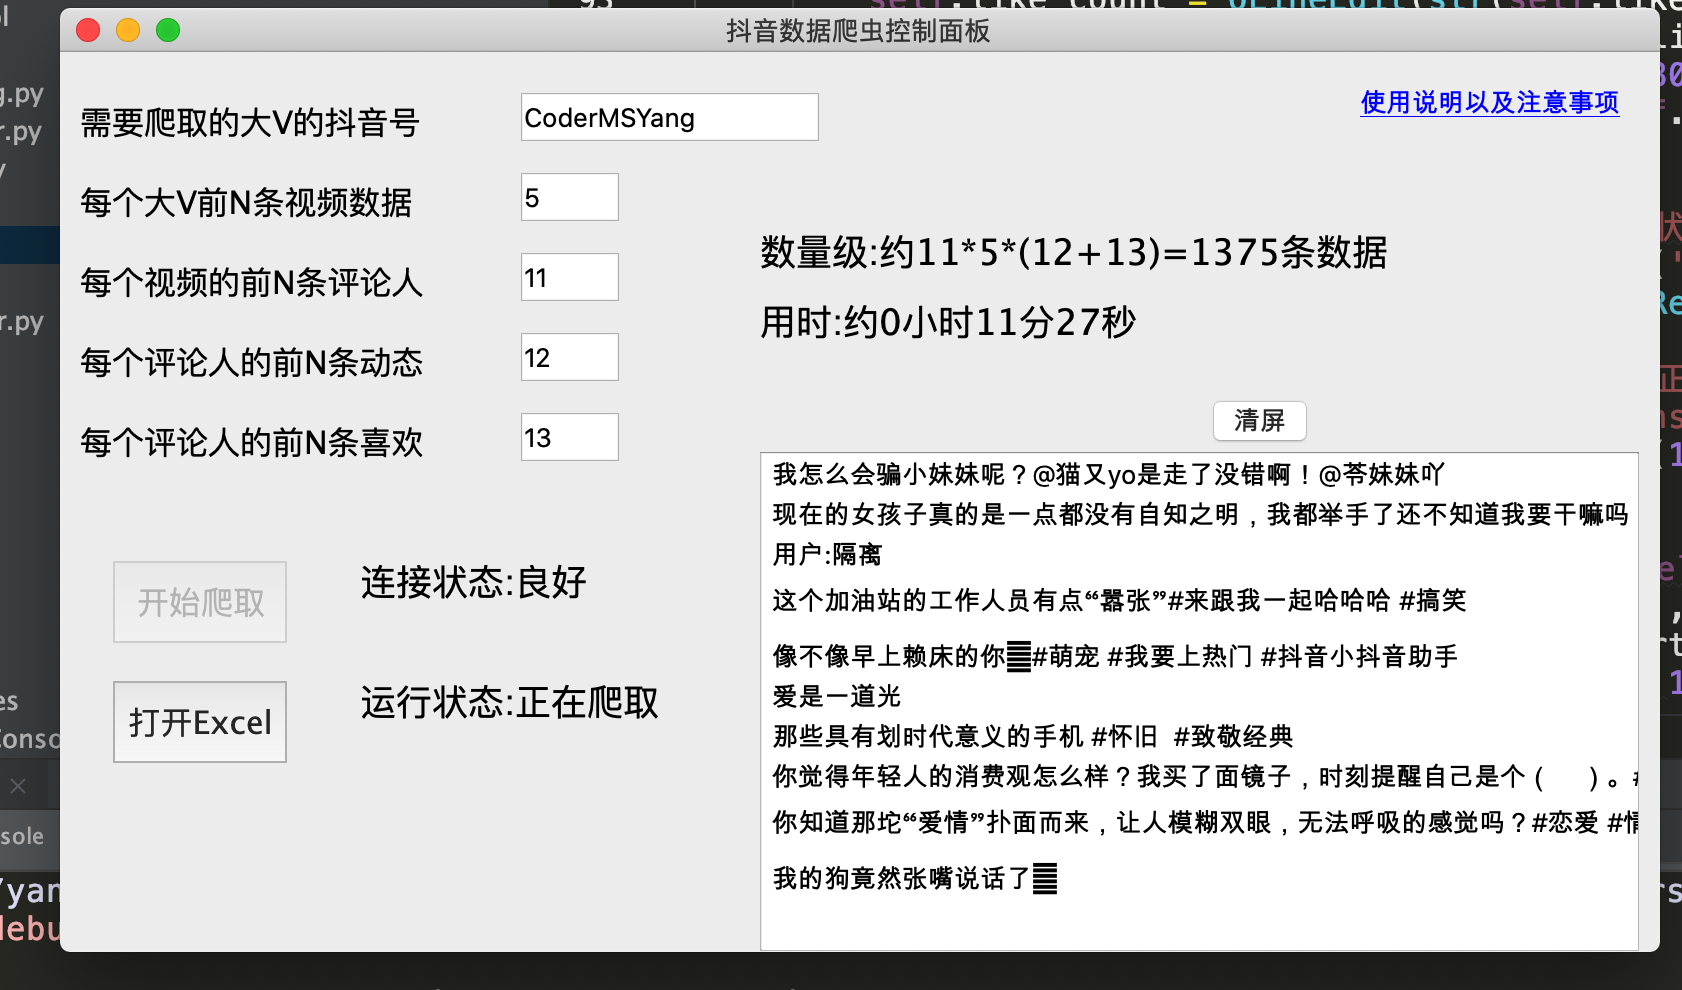 抖音数据爬虫控制面板
使用说明以及注意事项
需要爬取的大V的抖音号 CoderMSYang
每个大V前N条视频数据 5
每个视频的前N条评论人 11
每个评论人的前N条动态 12
每个评论人的前N条喜欢 13
数量级:约11*5*(12+13)=1375条数据
用时:约0小时11分27秒
清屏
开始爬取
连接状态:良好
打开Excel
运行状态:正在爬取
我怎么会骗小妹妹呢？@猫又yo是走了没错啊！@苓妹妹吖
现在的女孩子真的是一点都没有自知之明，我都举手了还不知道我要干嘛吗
用户:隔离
这个加油站的工作人员有点“嚣张”#来跟我一起哈哈哈 #搞笑
像不像早上赖床的你#萌宠 #我要上热门 #抖音小抖音助手
爱是一道光
那些具有划时代意义的手机 #怀旧 #致敬经典
你觉得年轻人的消费观怎么样？我买了面镜子，时刻提醒自己是个（ ）。
你知道那坨“爱情”扑面而来，让人模糊双眼，无法呼吸的感觉吗？#恋爱
我的狗竟然张嘴说话了
g.py
r.py
r.py